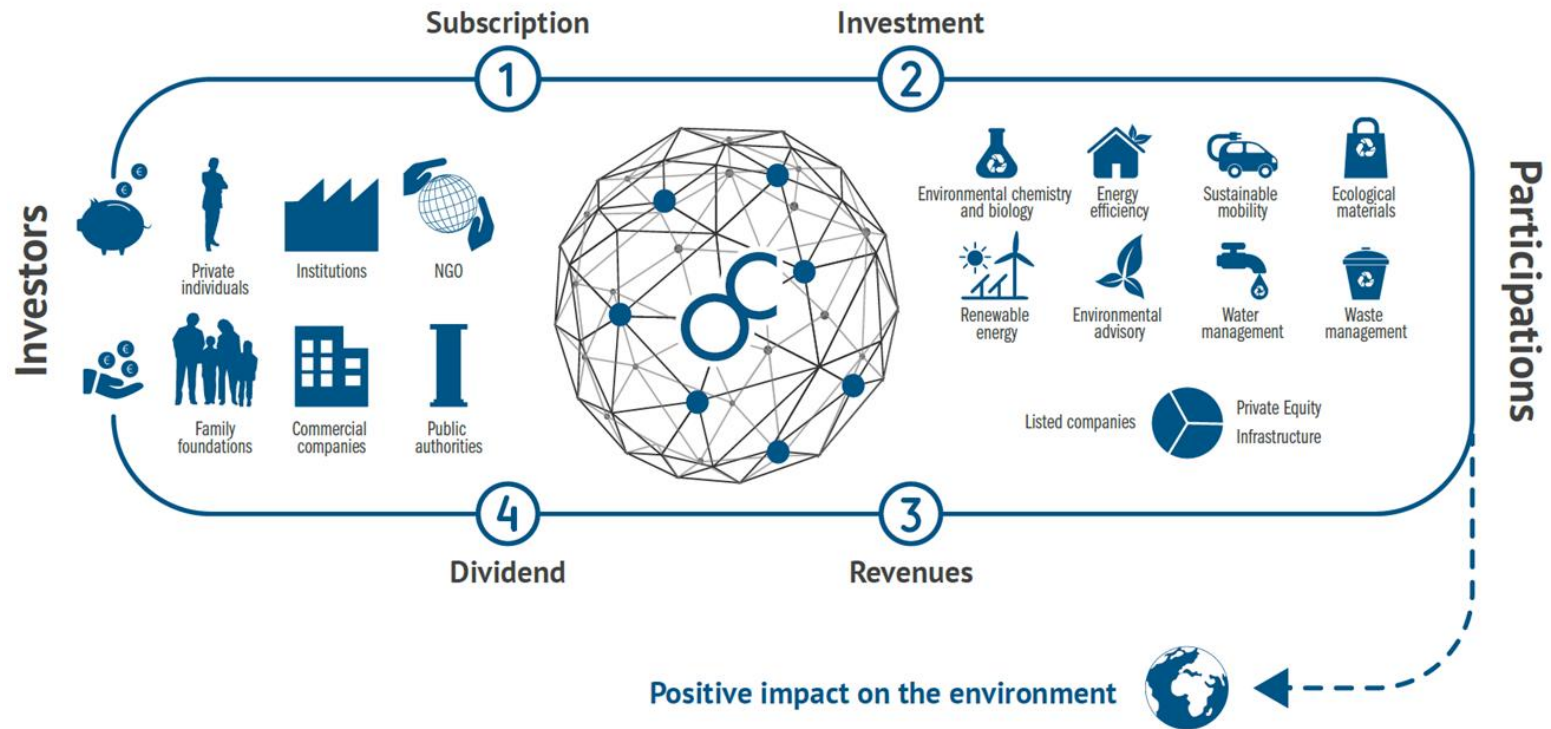 Subscription
Investment
1
2
Investors
Private
individuals
Institutions
NGO
Family
foundations
Commercial
companies
Public
authorities
€
€
€
€
€
OC
Environmental chemistry
and biology
Energy
efficiency
Sustainable
mobility
Ecological
materials
Renewable
energy
Environmental
advisory
Water
management
Waste
management
Listed companies
Private Equity
Infrastructure
Participations
4
3
Dividend
Revenues
Positive impact on the environment